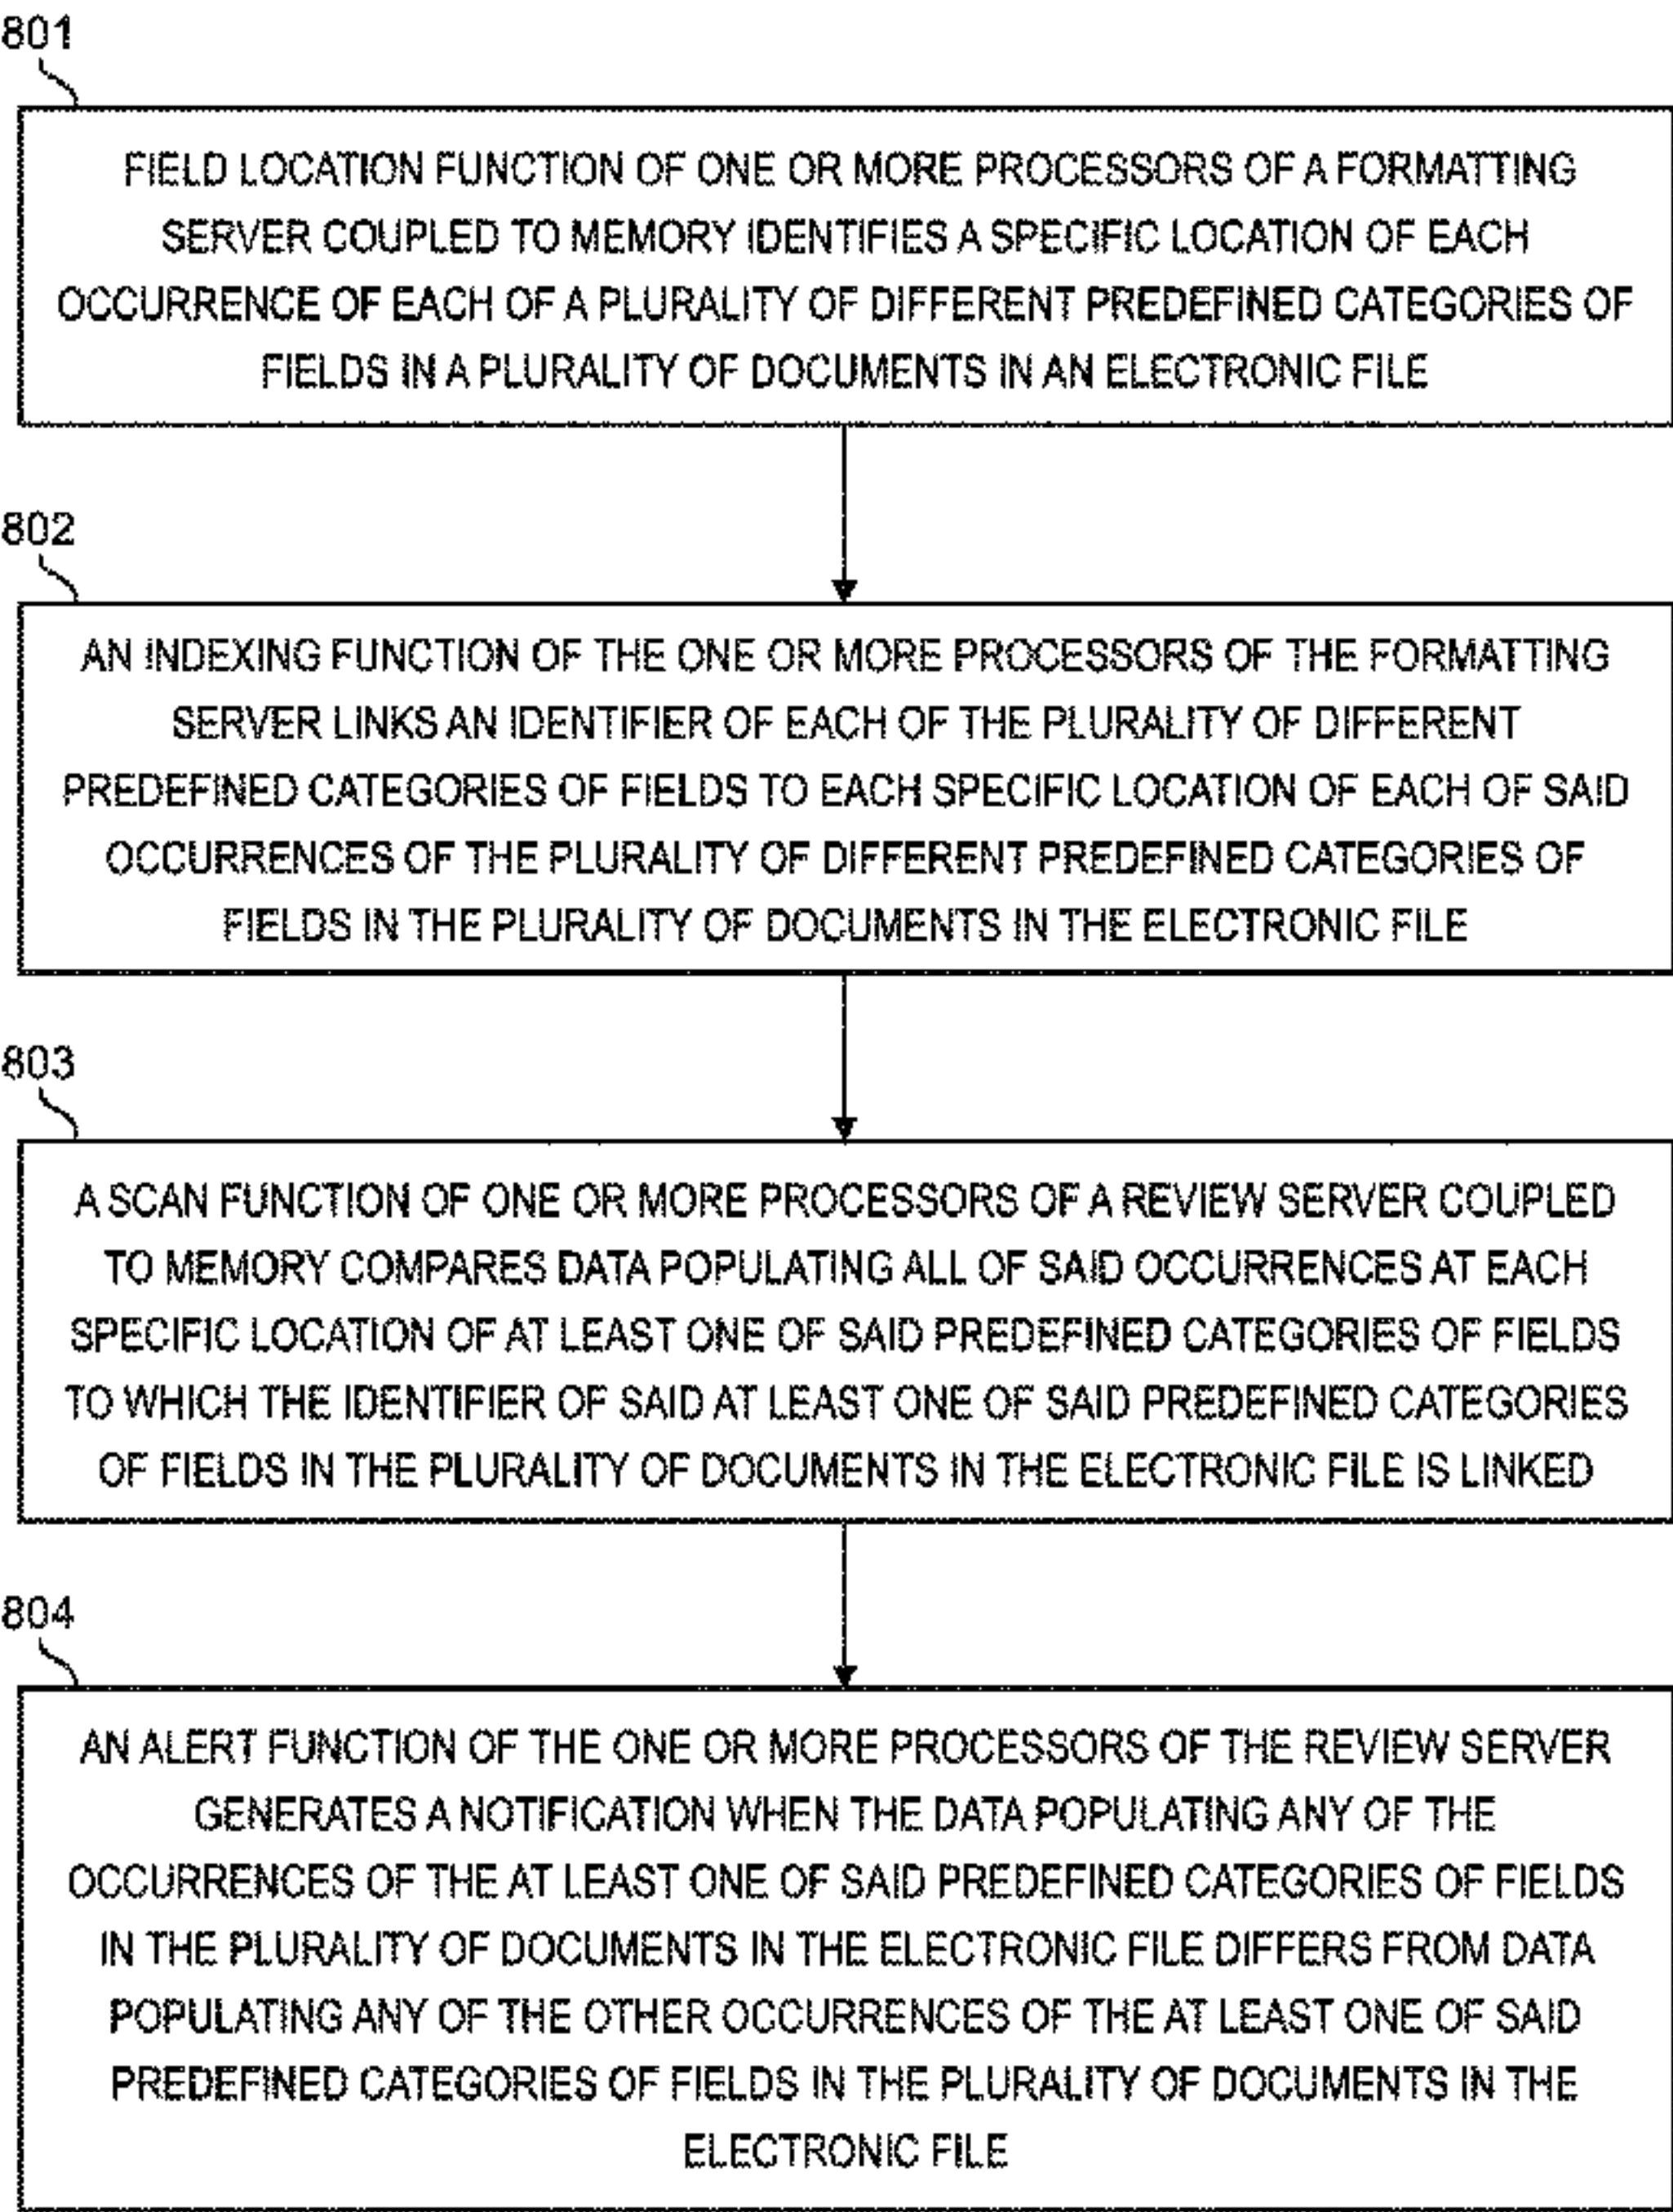 801
FIELD LOCATION FUNCTION OF ONE OR MORE PROCESSORS OF A FORMATTING
SERVER COUPLED TO MEMORY IDENTIFIES A SPECIFIC LOCATION OF EACH
OCCURRENCE OF EACH OF A PLURALITY OF DIFFERENT PREDEFINED CATEGORIES OF
FIELDS IN A PLURALITY OF DOCUMENTS IN AN ELECTRONIC FILE
802
AN INDEXING FUNCTION OF THE ONE OR MORE PROCESSORS OF THE FORMATTING
SERVER LINKS AN IDENTIFIER OF EACH OF THE PLURALITY OF DIFFERENT
PREDEFINED CATEGORIES OF FIELDS TO EACH SPECIFIC LOCATION OF EACH OF SAID
OCCURRENCES OF THE PLURALITY OF DIFFERENT PREDEFINED CATEGORIES OF
FIELDS IN THE PLURALITY OF DOCUMENTS IN THE ELECTRONIC FILE
803
A SCAN FUNCTION OF ONE OR MORE PROCESSORS OF A REVIEW SERVER COUPLED
TO MEMORY COMPARES DATA POPULATING ALL OF SAID OCCURRENCES AT EACH
SPECIFIC LOCATION OF AT LEAST ONE OF SAID PREDEFINED CATEGORIES OF FIELDS
TO WHICH THE IDENTIFIER OF SAID AT LEAST ONE OF SAID PREDEFINED CATEGORIES
OF FIELDS IN THE PLURALITY OF DOCUMENTS IN THE ELECTRONIC FILE IS LINKED
804
AN ALERT FUNCTION OF THE ONE OR MORE PROCESSORS OF THE REVIEW SERVER
GENERATES A NOTIFICATION WHEN THE DATA POPULATING ANY OF THE
OCCURRENCES OF THE AT LEAST ONE OF SAID PREDEFINED CATEGORIES OF FIELDS
IN THE PLURALITY OF DOCUMENTS IN THE ELECTRONIC FILE DIFFERS FROM DATA
POPULATING ANY OF THE OTHER OCCURRENCES OF THE AT LEAST ONE OF SAID
PREDEFINED CATEGORIES OF FIELDS IN THE PLURALITY OF DOCUMENTS IN THE
ELECTRONIC FILE